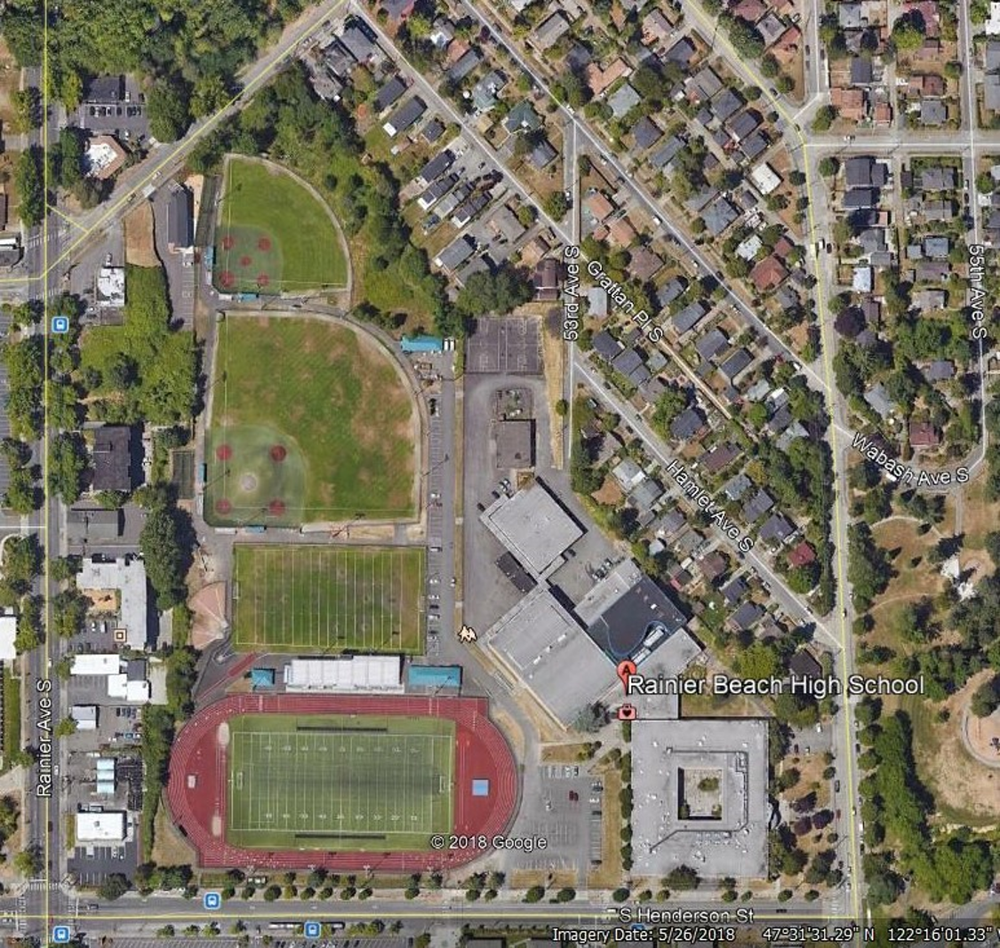 53rd Ave S
Grattan Pl S
55th Ave S
Wabash Ave S
Hamlet Ave S
A
Rainier Beach High School
Rainier Ave S
© 2018 Google
S Henderson St
Imagery Date: 5/26/2018 47°31'31.29" N 122°16'01.33"